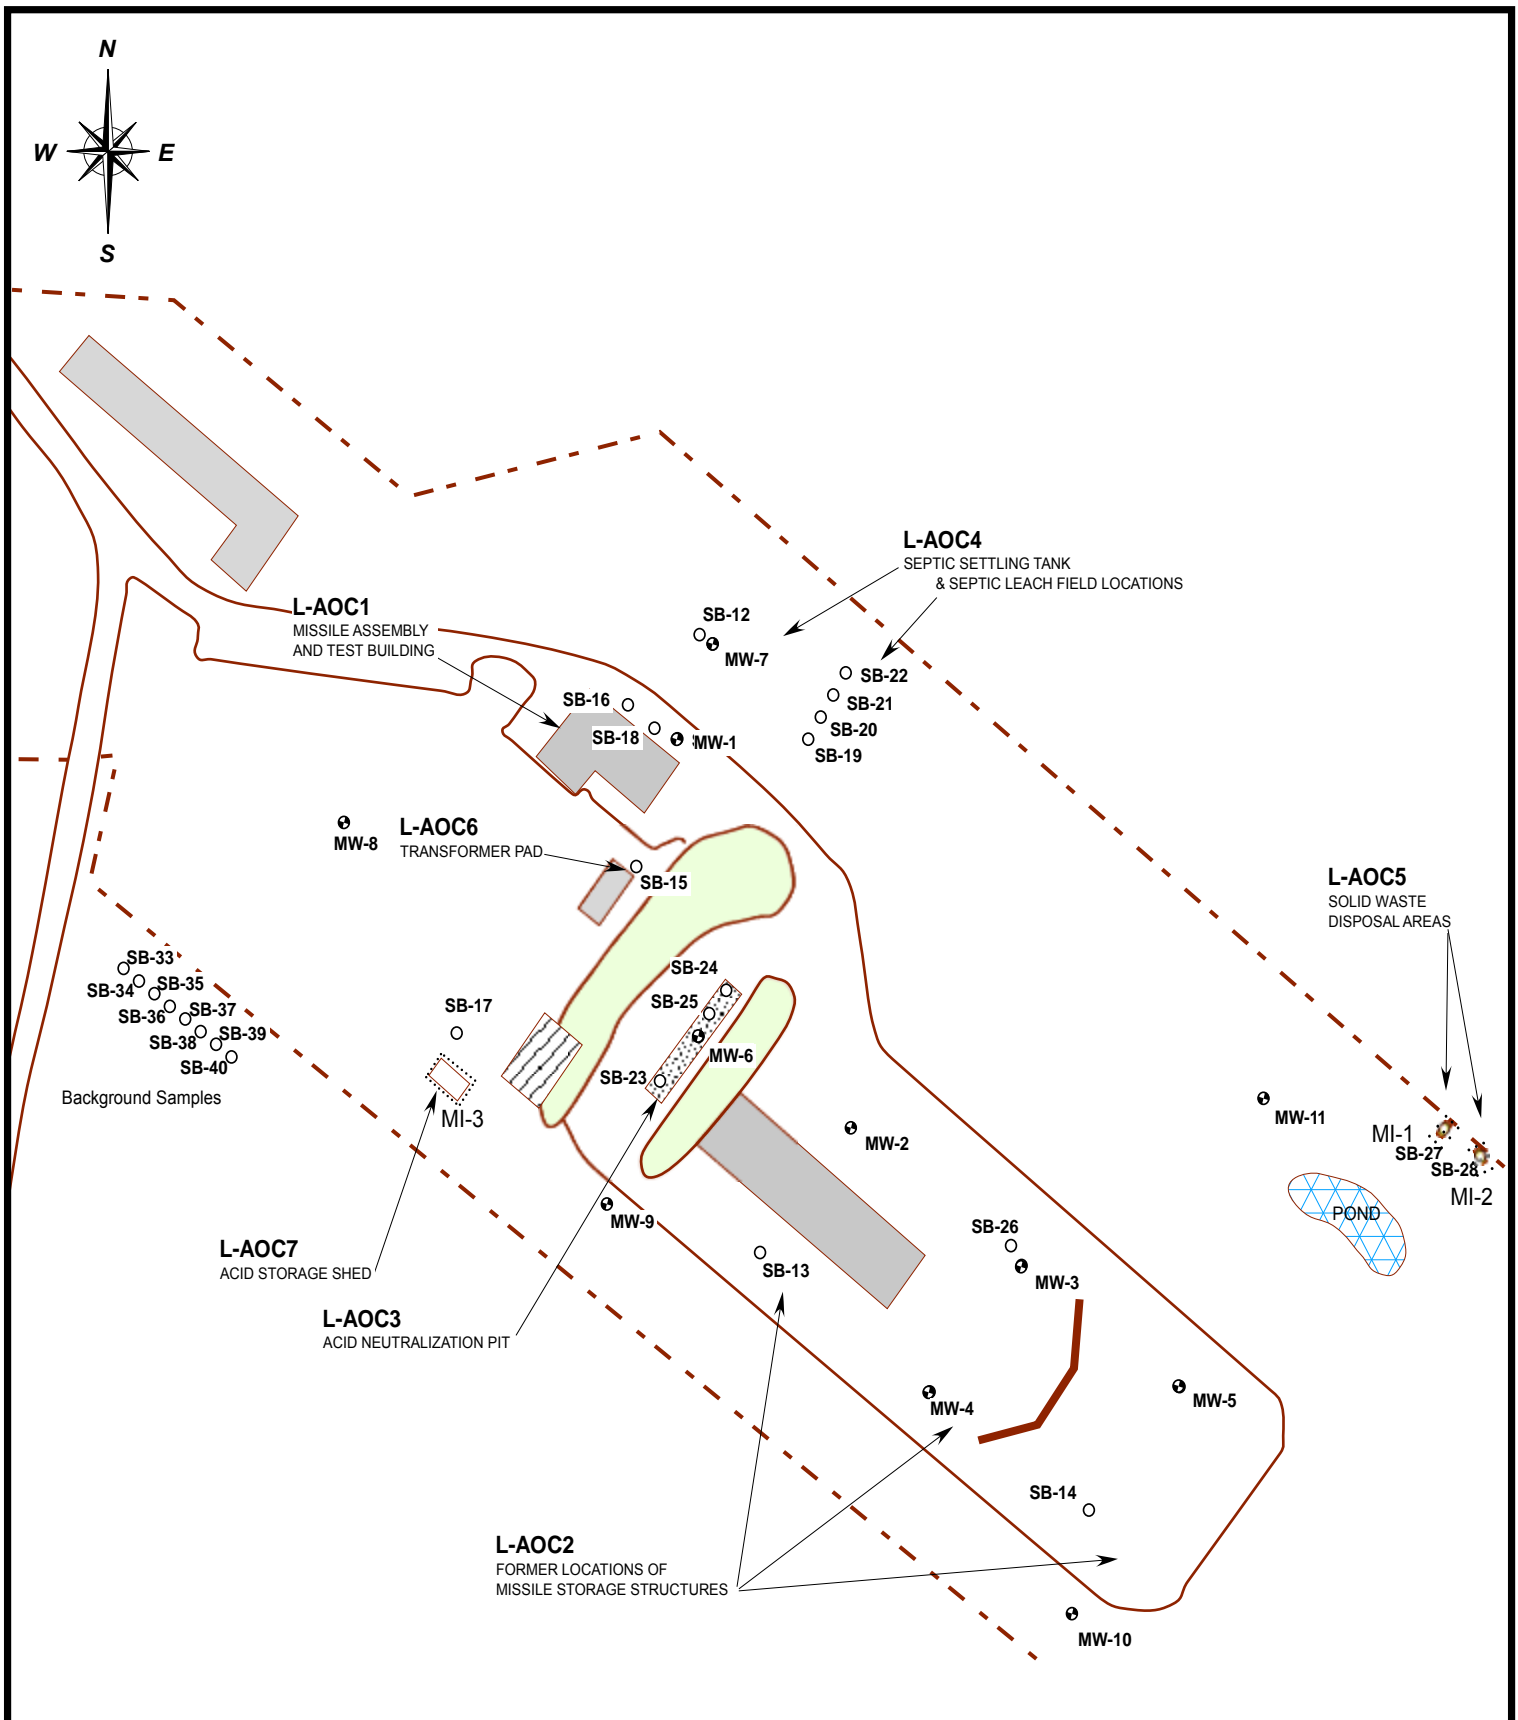 N
W
E
S
L-AOC4
SEPTIC SETTLING TANK
& SEPTIC LEACH FIELD LOCATIONS
L-AOC1
MISSILE ASSEMBLY
AND TEST BUILDING
SB-12
MW-7
SB-22
SB-21
SB-20
SB-19
SB-16
SB-18
MW-1
MW-8
L-AOC6
TRANSFORMER PAD
SB-15
L-AOC5
SOLID WASTE
DISPOSAL AREAS
SB-33
SB-34
SB-35
SB-36
SB-37
SB-38
SB-39
SB-40
Background Samples
SB-17
MI-3
SB-24
SB-25
MW-6
SB-23
MW-2
MW-11
MI-1
SB-27
SB-28
MI-2
POND
MW-9
SB-13
SB-26
MW-3
L-AOC7
ACID STORAGE SHED
L-AOC3
ACID NEUTRALIZATION PIT
MW-4
MW-5
SB-14
L-AOC2
FORMER LOCATIONS OF
MISSILE STORAGE STRUCTURES
MW-10